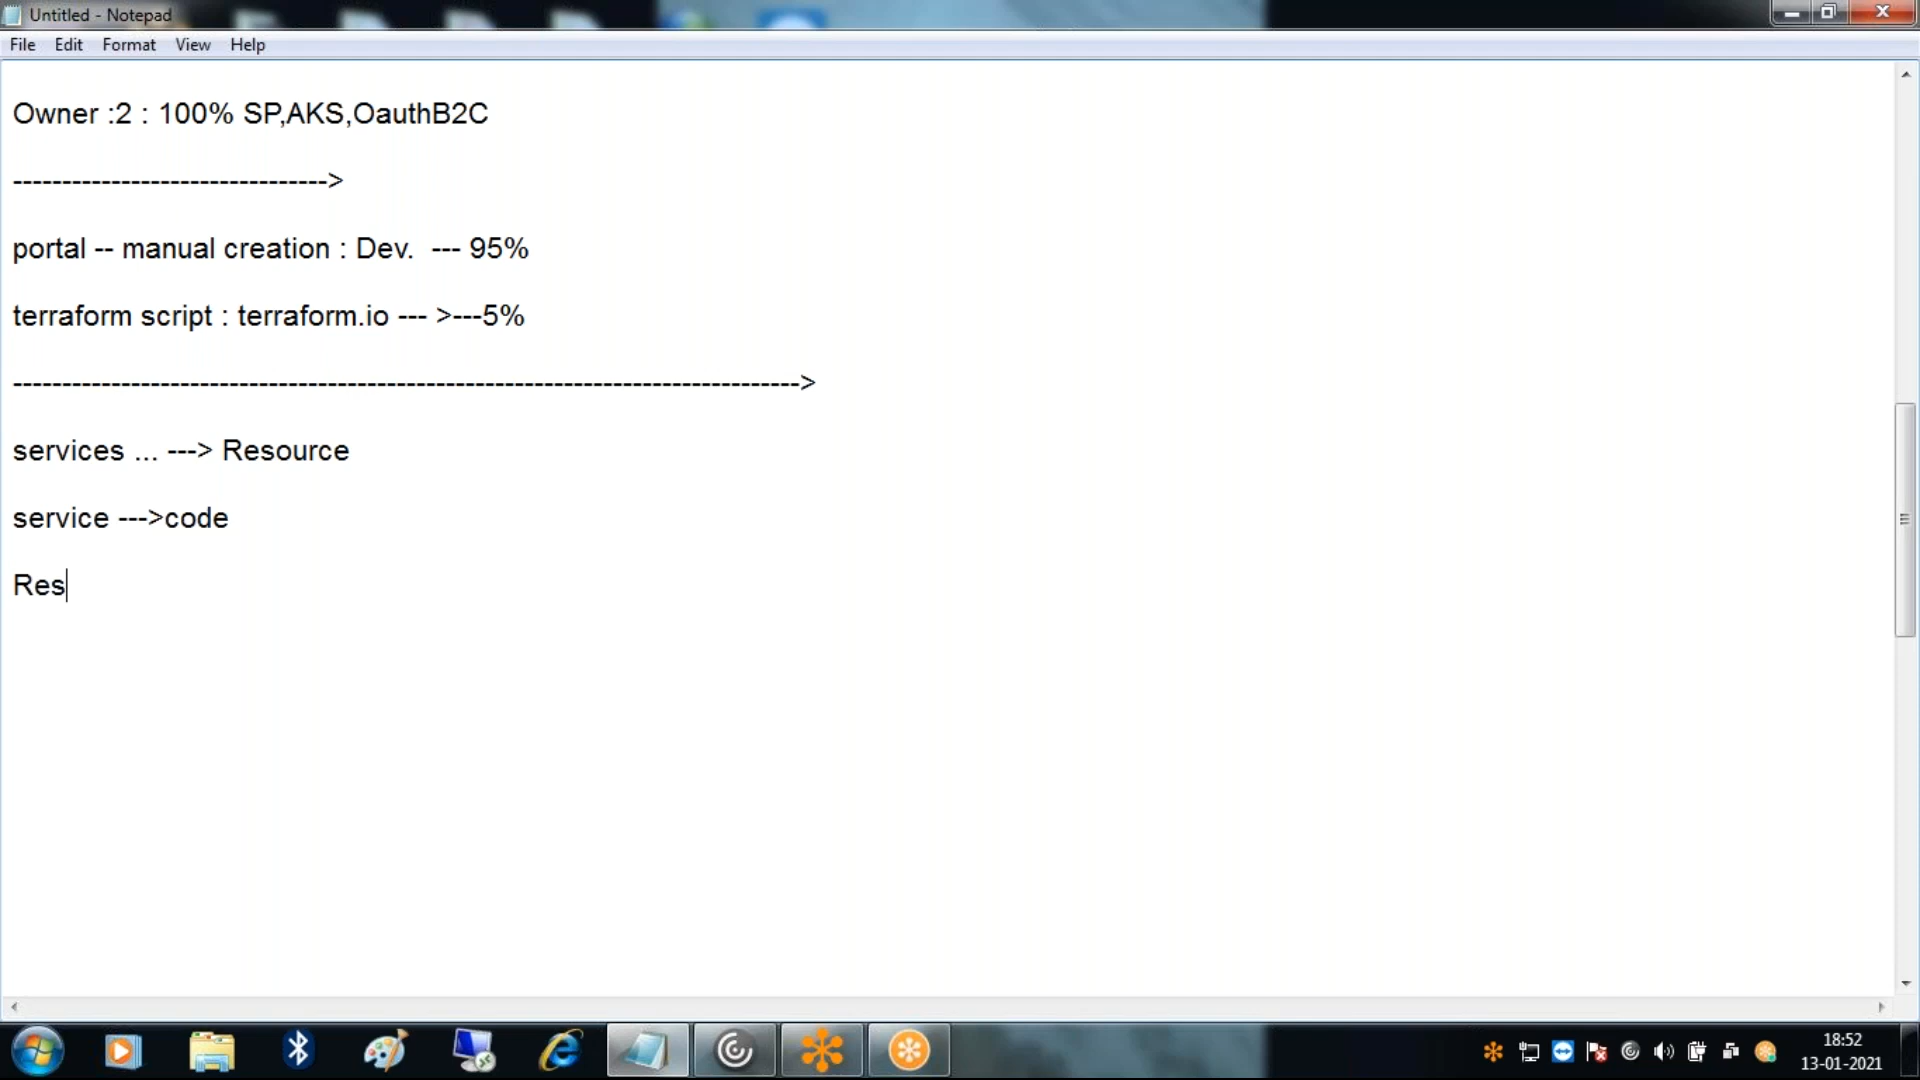 Untitled - Notepad
File Edit Format View Help
Owner :2 : 100% SP,AKS,OauthB2C
-------------------------------->
portal -- manual creation : Dev.  --- 95%
terraform script : terraform.io --- >---5%
-------------------------------------------------------------------------------->
services ... ---> Resource
service --->code
Res
18:52
13-01-2021